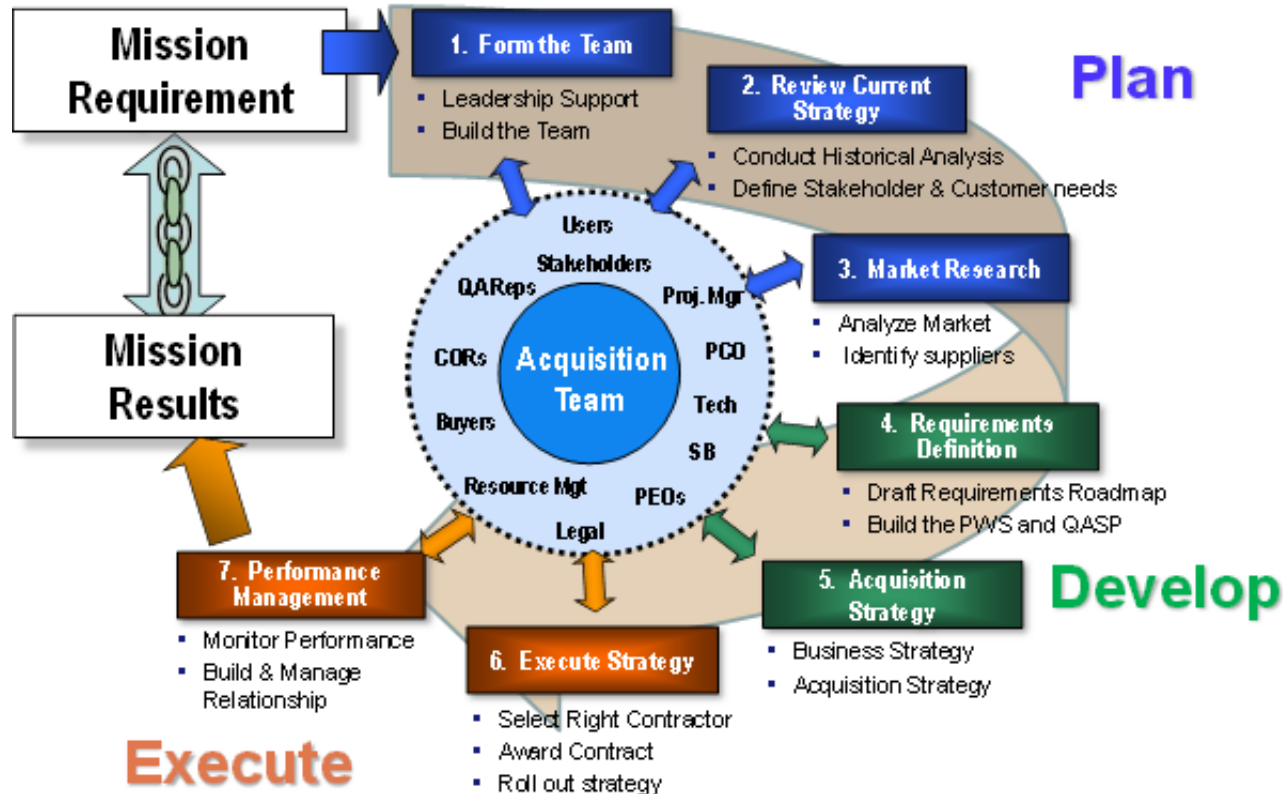 Mission
Requirement
1. Form the Team
▪ Leadership Support
▪ Build the Team
2. Review Current
Strategy
▪ Conduct Historical Analysis
▪ Define Stakeholder & Customer needs
Plan
3. Market Research
▪ Analyze Market
▪ Identify suppliers
Users
Stakeholders
QA Reps
Proj. Mgr
CORs
PCO
Acquisition
Team
Tech
Buyers
SB
Resource Mgt
PEOs
Legal
Mission
Results
4. Requirements
Definition
▪ Draft Requirements Roadmap
▪ Build the PWS and QASP
5. Acquisition
Strategy
▪ Business Strategy
▪ Acquisition Strategy
Develop
6. Execute Strategy
▪ Select Right Contractor
▪ Award Contract
▪ Roll out strategy
7. Performance
Management
▪ Monitor Performance
▪ Build & Manage
Relationship
Execute